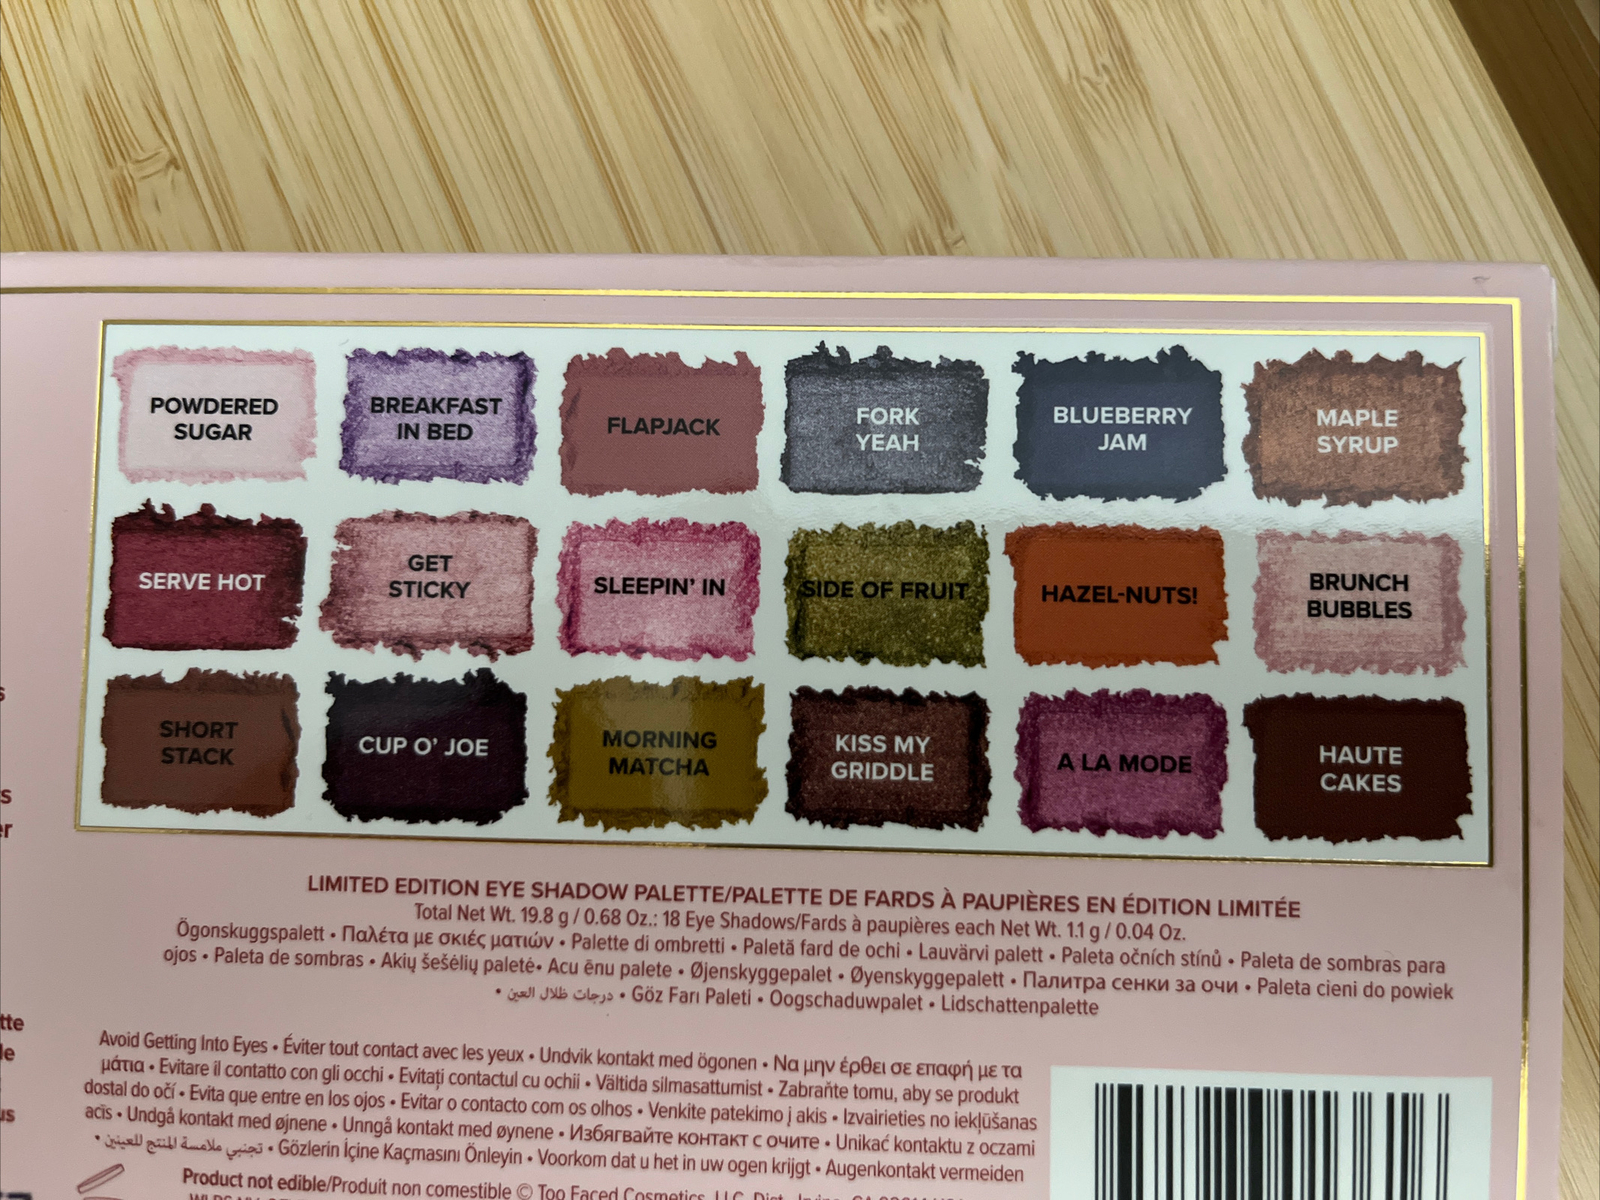 POWDERED
SUGAR
BREAKFAST
IN BED
FLAPJACK
FORK
YEAH
BLUEBERRY
JAM
MAPLE
SYRUP
SERVE HOT
GET
STICKY
SLEEPIN' IN
SIDE OF FRUIT
HAZEL-NUTS!
BRUNCH
BUBBLES
SHORT
STACK
CUP O' JOE
MORNING
MATCHA
KISS MY
GRIDDLE
A LA MODE
HAUTE
CAKES
LIMITED EDITION EYE SHADOW PALETTE/PALETTE DE FARDS À PAUPIÈRES EN ÉDITION LIMITÉE
Total Net Wt. 19.8 g / 0.68 Oz.: 18 Eye Shadows/Fards à paupières each Net Wt. 1.1 g / 0.04 Oz.
Ögonskuggspalett • Παλέτα με σκιές ματιών • Palette di ombretti • Paletă fard de ochi • Lauvärvi palett • Paleta očních stínů • Paleta de sombras para
ojos • Paleta de sombras • Akių šešėlių paletė • Acu ēnu palete • Øjenskyggepalet • Øyenskyggepalett • Палитра сенки за очи • Paleta cieni do powiek
• درجات ظلال العين • Göz Farı Paleti • Oogschaduwpalet • Lidschattenpalette
Avoid Getting Into Eyes • Éviter tout contact avec les yeux • Undvik kontakt med ögonen • Να μην έρθει σε επαφή με τα
μάτια • Evitare il contatto con gli occhi • Evitați contactul cu ochii • Vältida silmasattumist • Zabraňte tomu, aby se produkt
dostal do očí • Evita que entre en los ojos • Evitar o contacto com os olhos • Venkite patekimo į akis • Izvairieties no iekļūšanas
acīs • Undgå kontakt med øjnene • Unngå kontakt med øynene • Избягвайте контакт с очите • Unikać kontaktu z oczami
• تجنبي ملامسة المنتج للعينين • Gözlerin İçine Kaçmasını Önleyin • Voorkom dat u het in uw ogen krijgt • Augenkontakt vermeiden
Product not edible/Produit non comestible © Too Faced Cosmetics, LLC, Dist., Irvine, CA